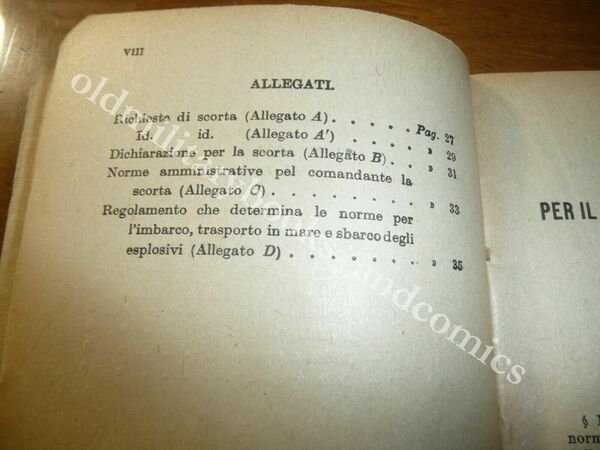 VIII
ALLEGATI.
Richiesta di scorta (Allegato A). . . . . . Pag. 27
Id. id. (Allegato A') . . . . . » 29
Dichiarazione per la scorta (Allegato B) . . . » 31
Norme amministrative pel comandante la
scorta (Allegato C) . . . . . . . » 33
Regolamento che determina le norme per
l'imbarco, trasporto in mare e sbarco degli
esplosivi (Allegato D) . . . . . . . » 35
PER IL
§
norm